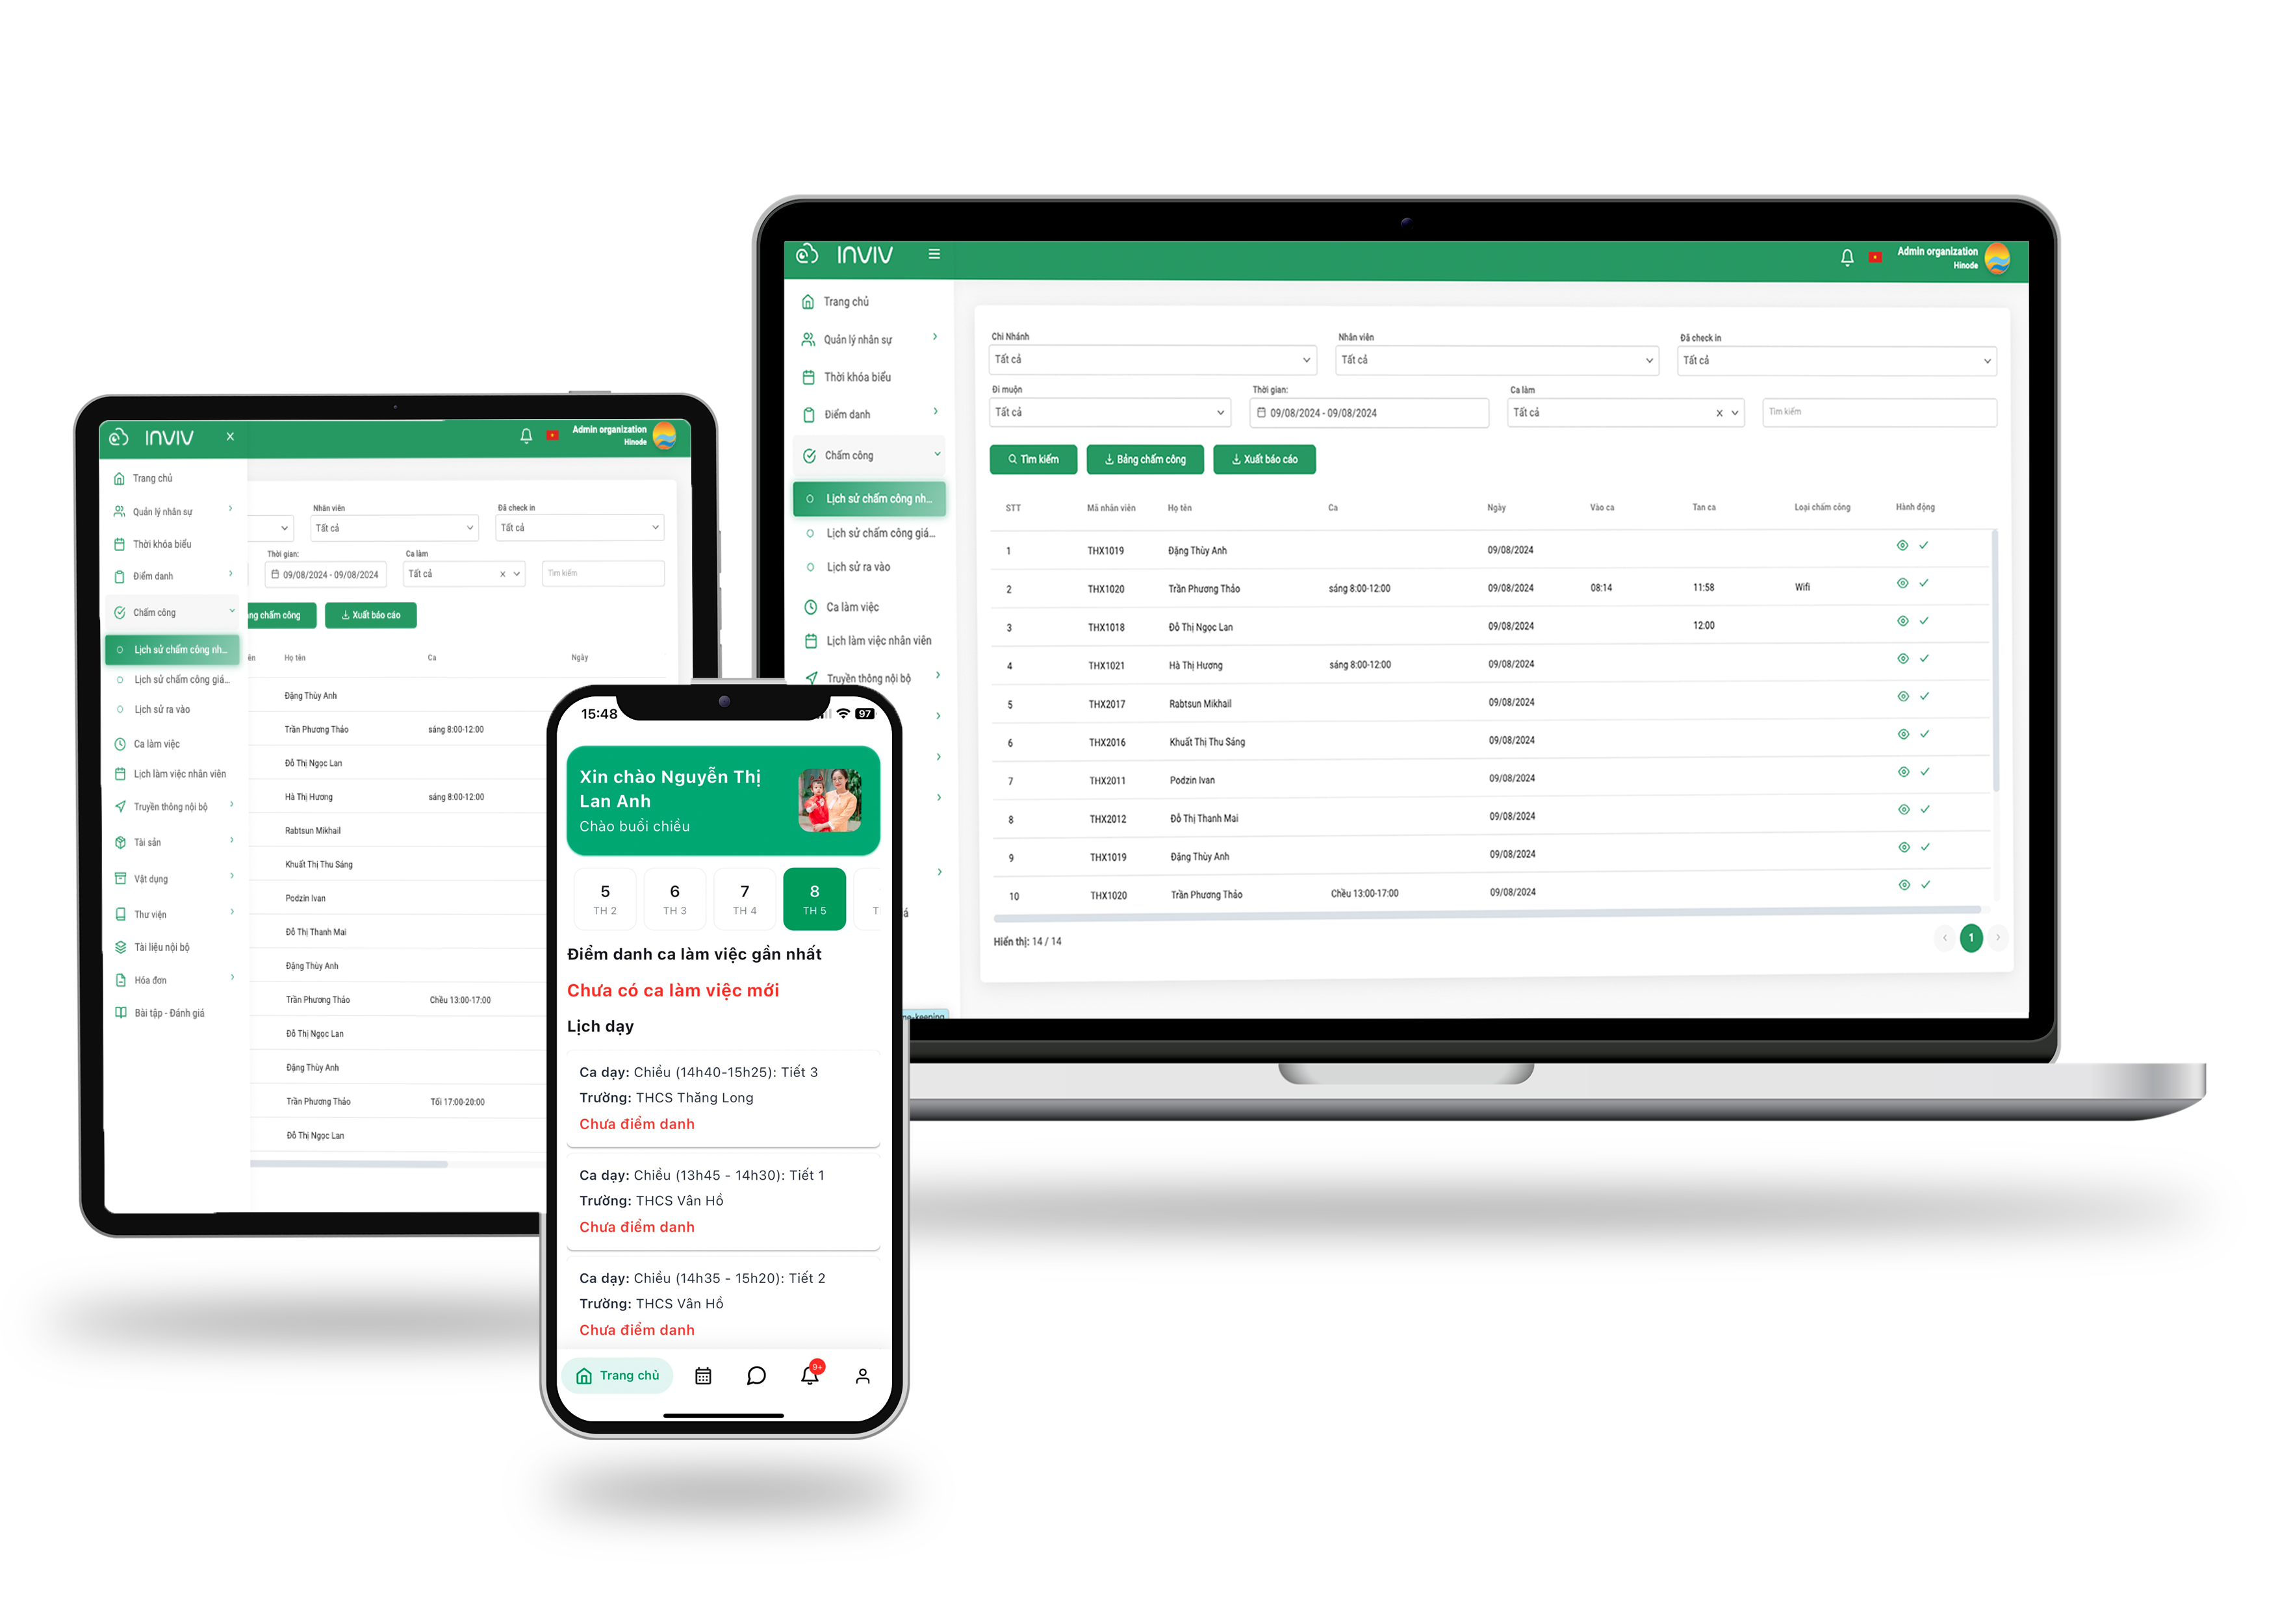 INVIV
Admin organization
Hinode
Trang chủ
Quản lý nhân sự
Thời khóa biểu
Điểm danh
Chấm công
Lịch sử chấm công nh...
Lịch sử chấm công giá...
Lịch sử ra vào
Ca làm việc
Lịch làm việc nhân viên
Truyền thông nội bộ
Chi Nhánh
Nhân viên
Đã check in
Tất cả
Tất cả
Tất cả
Đi muộn
Thời gian:
Ca làm
Tất cả
09/08/2024 - 09/08/2024
Tất cả x
Tìm kiếm
Tìm kiếm
Bảng chấm công
Xuất báo cáo
STT Mã nhân viên Họ tên Ca Ngày Vào ca Tan ca Loại chấm công Hành động
1 THX1019 Đặng Thùy Anh 09/08/2024
2 THX1020 Trần Phương Thảo sáng 8:00-12:00 09/08/2024 08:14 11:58 Wifi
3 THX1018 Đỗ Thị Ngọc Lan 09/08/2024 12:00
4 THX1021 Hà Thị Hương sáng 8:00-12:00 09/08/2024
5 THX2017 Rabtsun Mikhail 09/08/2024
6 THX2016 Khuất Thị Thu Sáng 09/08/2024
7 THX2011 Podzin Ivan 09/08/2024
8 THX2012 Đỗ Thị Thanh Mai 09/08/2024
9 THX1019 Đặng Thùy Anh 09/08/2024
10 THX1020 Trần Phương Thảo Chều 13:00-17:00 09/08/2024
Hiển thị: 14 / 14
1
ne-keeping
INVIV X
Admin organization
Hinode
Trang chủ
Quản lý nhân sự
Thời khóa biểu
Điểm danh
Chấm công
Lịch sử chấm công nh...
Lịch sử chấm công giá...
Lịch sử ra vào
Ca làm việc
Lịch làm việc nhân viên
Truyền thông nội bộ
Tài sản
Vật dụng
Thư viện
Tài liệu nội bộ
Hóa đơn
Bài tập - Đánh giá
Nhân viên
Đã check in
Tất cả
Tất cả
Thời gian:
Ca làm
09/08/2024 - 09/08/2024
Tất cả x
Tìm kiếm
ng chấm công
Xuất báo cáo
ên Họ tên Ca Ngày
Đặng Thùy Anh
Trần Phương Thảo sáng 8:00-12:00
Đỗ Thị Ngọc Lan
Hà Thị Hương sáng 8:00-12:00
Rabtsun Mikhail
Khuất Thị Thu Sáng
Podzin Ivan
Đỗ Thị Thanh Mai
Đặng Thùy Anh
Trần Phương Thảo Chều 13:00-17:00
Đỗ Thị Ngọc Lan
Đặng Thùy Anh
Trần Phương Thảo Tối 17:00-20:00
Đỗ Thị Ngọc Lan
15:48
97
Xin chào Nguyễn Thị
Lan Anh
Chào buổi chiều
5 6 7 8
TH 2 TH 3 TH 4 TH 5 T
Điểm danh ca làm việc gần nhất
Chưa có ca làm việc mới
Lịch dạy
Ca dạy: Chiều (14h40-15h25): Tiết 3
Trường: THCS Thăng Long
Chưa điểm danh
Ca dạy: Chiều (13h45 - 14h30): Tiết 1
Trường: THCS Vân Hồ
Chưa điểm danh
Ca dạy: Chiều (14h35 - 15h20): Tiết 2
Trường: THCS Vân Hồ
Chưa điểm danh
Trang chủ
9+